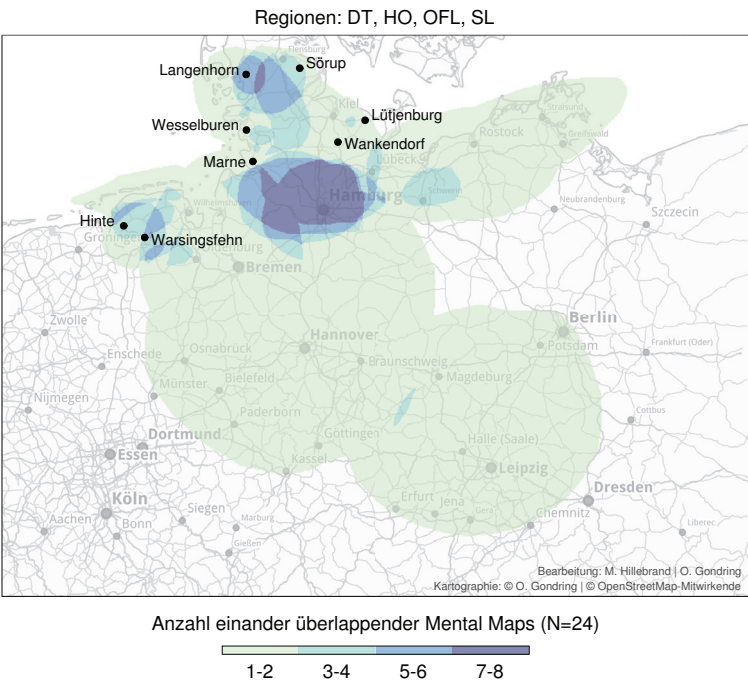 Regionen: DT, HO, OFL, SL
Flensburg
Sörup
Langenhorn
Kiel
Stralsund
Lütjenburg
Wesselburen
Rostock
Greifswald
Wankendorf
Lübeck
Marne
Schwerin
Hamburg
Wilhelmshaven
Neubrandenburg
Szczecin
Hinte
Groningen
Warsingsfehn
Oldenburg
Bremen
Zwolle
Berlin
Hannover
Potsdam
Frankfurt (Oder)
Osnabrück
Enschede
Braunschweig
Bielefeld
Magdeburg
Münster
Nijmegen
Paderborn
Cottbus
Dortmund
Göttingen
Halle (Saale)
Essen
Kassel
Leipzig
Dresden
Köln
Erfurt
Jena
Siegen
Gera
Chemnitz
Marburg
Aachen
Bonn
Liberec
Gießen
Bearbeitung: M. Hillebrand | O. Gondring
Kartographie: © O. Gondring | © OpenStreetMap-Mitwirkende
Anzahl einander überlappender Mental Maps (N=24)
1-2 3-4 5-6 7-8